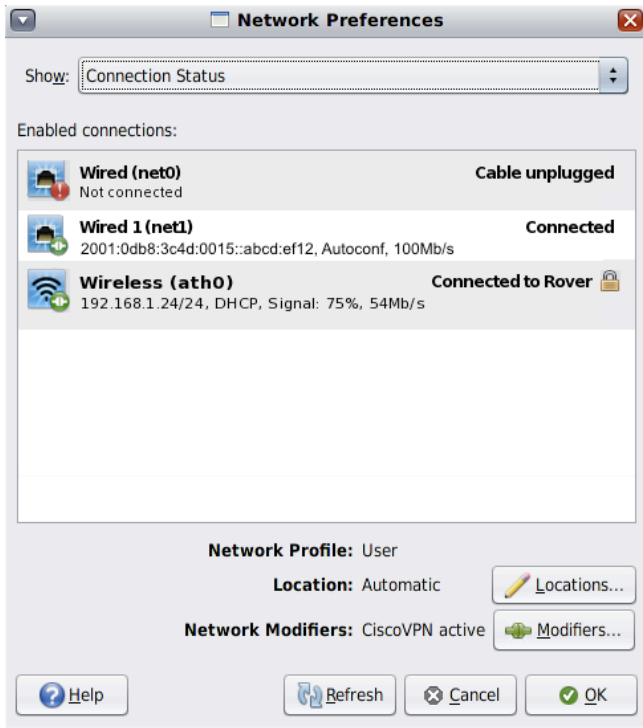 Network Preferences
Show: Connection Status
Enabled connections:
Wired (net0) Cable unplugged
Not connected
Wired 1 (net1) Connected
2001:0db8:3c4d:0015::abcd:ef12, Autoconf, 100Mb/s
Wireless (ath0) Connected to Rover
192.168.1.24/24, DHCP, Signal: 75%, 54Mb/s
Network Profile: User
Location: Automatic Locations...
Network Modifiers: CiscoVPN active Modifiers...
Help Refresh Cancel OK